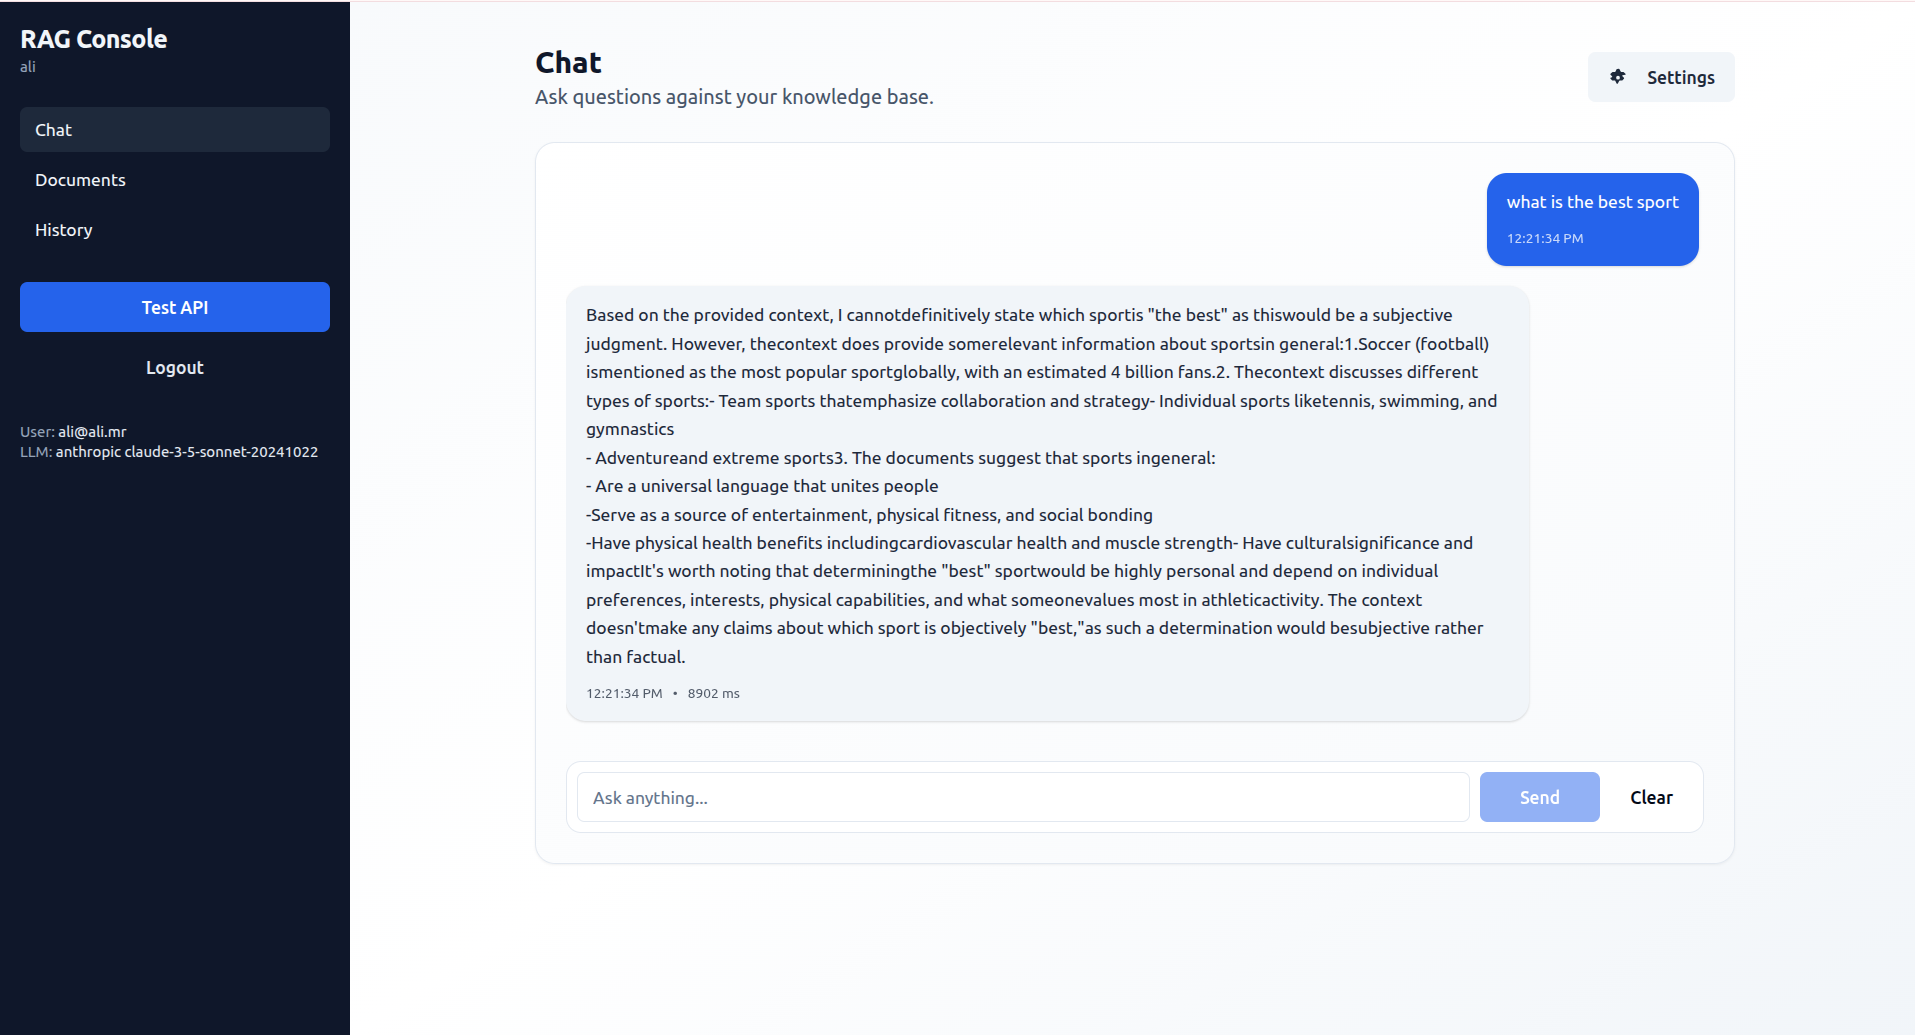 RAG Console
ali
Chat
Documents
History
Test API
Logout
User: ali@ali.mr
LLM: anthropic claude-3-5-sonnet-20241022
Chat
Ask questions against your knowledge base.
Settings
what is the best sport
12:21:34 PM
Based on the provided context, I cannotdefinitively state which sportis "the best" as thiswould be a subjective
judgment. However, thecontext does provide somerelevant information about sportsin general:1.Soccer (football)
ismentioned as the most popular sportglobally, with an estimated 4 billion fans.2. Thecontext discusses different
types of sports:- Team sports thatemphasize collaboration and strategy- Individual sports liketennis, swimming, and
gymnastics
- Adventureand extreme sports3. The documents suggest that sports ingeneral:
- Are a universal language that unites people
-Serve as a source of entertainment, physical fitness, and social bonding
-Have physical health benefits includingcardiovascular health and muscle strength- Have culturalsignificance and
impactIt's worth noting that determiningthe "best" sportwould be highly personal and depend on individual
preferences, interests, physical capabilities, and what someonevalues most in athleticactivity. The context
doesn'tmake any claims about which sport is objectively "best,"as such a determination would besubjective rather
than factual.
12:21:34 PM • 8902 ms
Ask anything...
Send
Clear